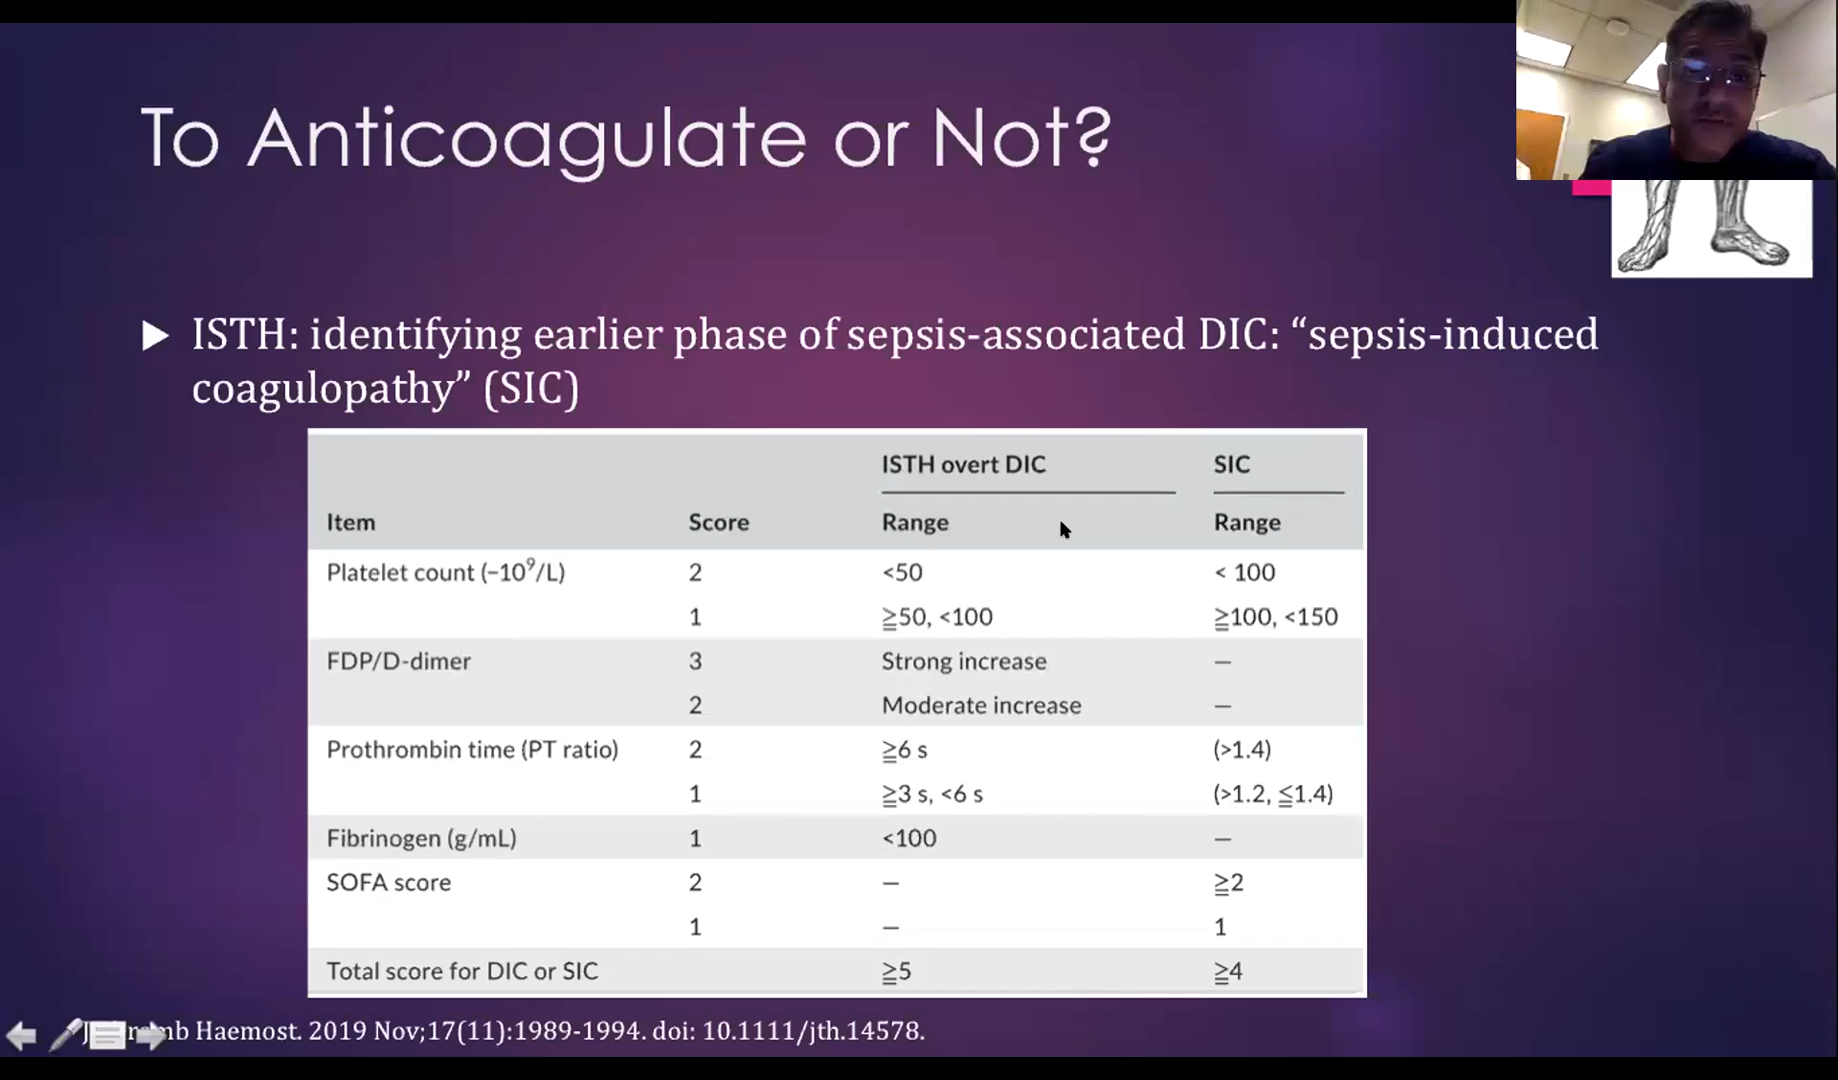 To Anticoagulate or Not?
ISTH: identifying earlier phase of sepsis-associated DIC: “sepsis-induced
coagulopathy” (SIC)
ISTH overt DIC SIC
Item Score Range Range
Platelet count (−10⁹/L) 2 <50 < 100
1 ≧50, <100 ≧100, <150
FDP/D-dimer 3 Strong increase —
2 Moderate increase —
Prothrombin time (PT ratio) 2 ≧6 s (>1.4)
1 ≧3 s, <6 s (>1.2, ≦1.4)
Fibrinogen (g/mL) 1 <100 —
SOFA score 2 — ≧2
1 — 1
Total score for DIC or SIC ≧5 ≧4
Haemost. 2019 Nov;17(11):1989-1994. doi: 10.1111/jth.14578.